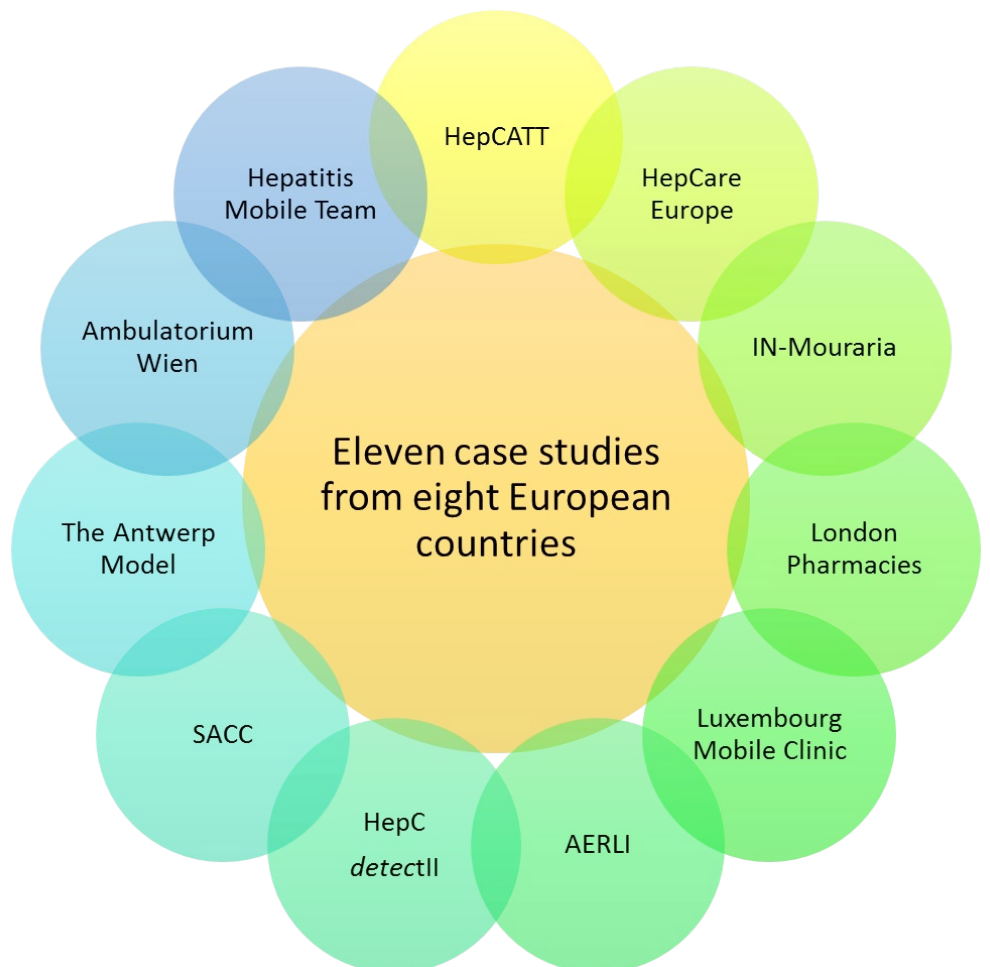 HepCATT
HepCare
Europe
IN-Mouraria
London
Pharmacies
Luxembourg
Mobile Clinic
AERLI
HepC
detectII
SACC
The Antwerp
Model
Ambulatorium
Wien
Hepatitis
Mobile Team
Eleven case studies
from eight European
countries